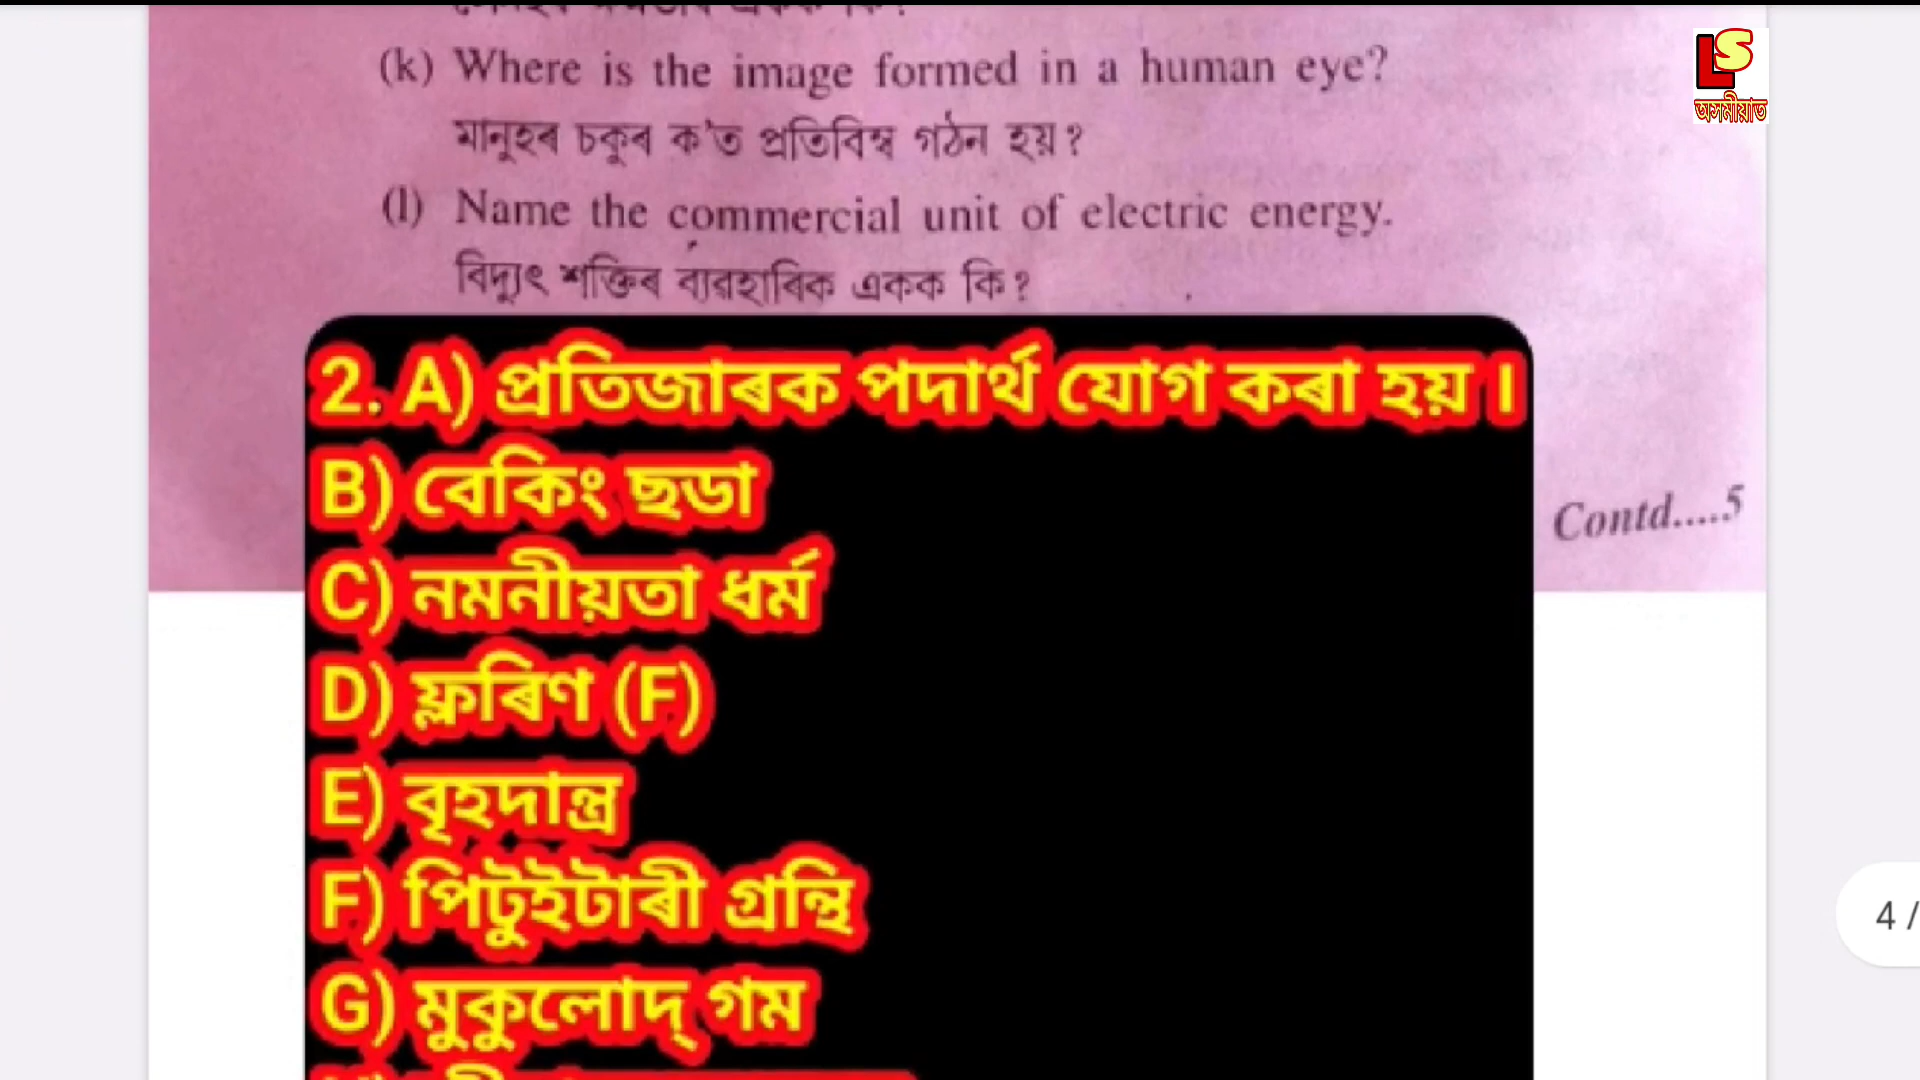 (k) Where is the image formed in a human eye?
মানুহৰ চকুৰ ক'ত প্ৰতিবিম্ব গঠন হয়?
(l) Name the commercial unit of electric energy.
বিদ্যুৎ শক্তিৰ ব্যৱহাৰিক একক কি?
LS
অসমীয়াত
2. A) প্ৰতিজাৰক পদাৰ্থ যোগ কৰা হয়।
B) বেকিং ছডা
C) নমনীয়তা ধৰ্ম
D) ফ্লৰিণ (F)
E) বৃহদান্ত্ৰ
F) পিটুইটাৰী গ্ৰন্থি
G) মুকুলোদ্ গম
Contd.....5
4 /